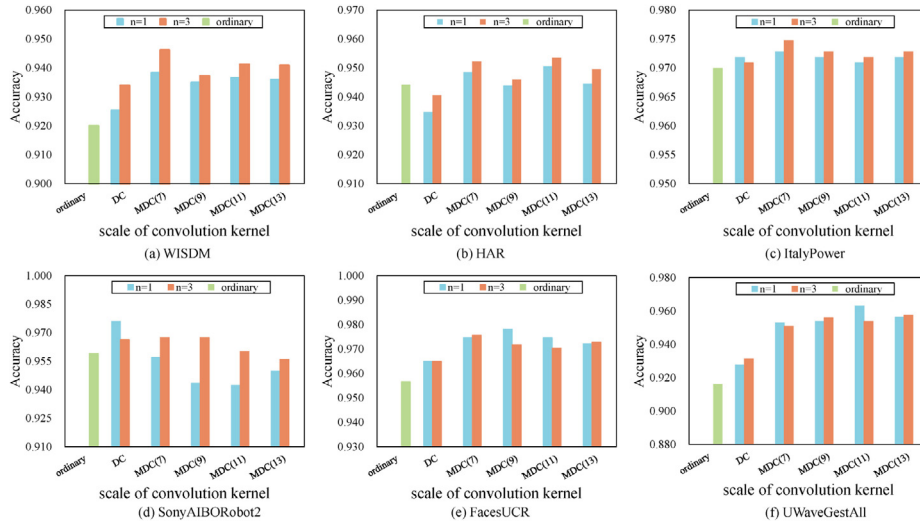 0.960
0.950
0.940
0.930
0.920
0.910
0.900
Accuracy
n=1 n=3 ordinary
ordinary DC MDC(7) MDC(9) MDC(11) MDC(13)
scale of convolution kernel
(a) WISDM
0.970
0.960
0.950
0.940
0.930
0.920
0.910
Accuracy
n=1 n=3 ordinary
ordinary DC MDC(7) MDC(9) MDC(11) MDC(13)
scale of convolution kernel
(b) HAR
0.980
0.975
0.970
0.965
0.960
0.955
0.950
Accuracy
n=1 n=3 ordinary
ordinary DC MDC(7) MDC(9) MDC(11) MDC(13)
scale of convolution kernel
(c) ItalyPower
1.000
0.985
0.970
0.955
0.940
0.925
0.910
Accuracy
n=1 n=3 ordinary
ordinary DC MDC(7) MDC(9) MDC(11) MDC(13)
scale of convolution kernel
(d) SonyAIBORobot2
1.000
0.990
0.980
0.970
0.960
0.950
0.940
0.930
Accuracy
n=1 n=3 ordinary
ordinary DC MDC(7) MDC(9) MDC(11) MDC(13)
scale of convolution kernel
(e) FacesUCR
0.980
0.960
0.940
0.920
0.900
0.880
Accuracy
n=1 n=3 ordinary
ordinary DC MDC(7) MDC(9) MDC(11) MDC(13)
scale of convolution kernel
(f) UWaveGestAll